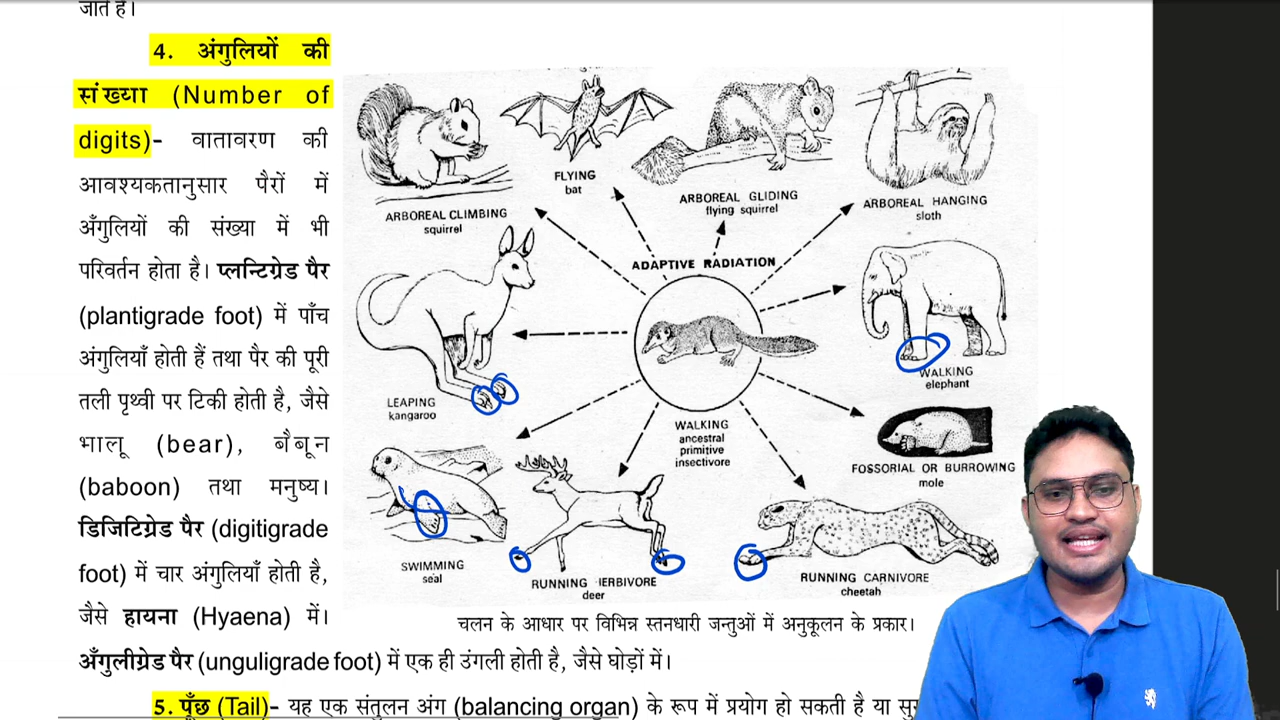 जाते हैं।
4. अंगुलियों की
संख्या (Number of
digits)- वातावरण की
आवश्यकतानुसार पैरों में
अँगुलियों की संख्या में भी
परिवर्तन होता है। प्लन्टिग्रेड पैर
(plantigrade foot) में पाँच
अंगुलियाँ होती हैं तथा पैर की पूरी
तली पृथ्वी पर टिकी होती है, जैसे
भालू (bear), बैबून
(baboon) तथा मनुष्य।
डिजिटिग्रेड पैर (digitigrade
foot) में चार अंगुलियाँ होती है,
जैसे हायना (Hyaena) में।
अँगुलीग्रेड पैर (unguligrade foot) में एक ही उंगली होती है, जैसे घोड़ों में।
5. पूँछ (Tail)- यह एक संतुलन अंग (balancing organ) के रूप में प्रयोग हो सकती है या
ARBOREAL CLIMBING
squirrel
FLYING
bat
ARBOREAL GLIDING
flying squirrel
ARBOREAL HANGING
sloth
ADAPTIVE RADIATION
LEAPING
kangaroo
WALKING
elephant
WALKING
ancestral
primitive
insectivore
FOSSORIAL OR BURROWING
mole
SWIMMING
seal
RUNNING IERBIVORE
deer
RUNNING CARNIVORE
cheetah
चलन के आधार पर विभिन्न स्तनधारी जन्तुओं में अनुकूलन के प्रकार।